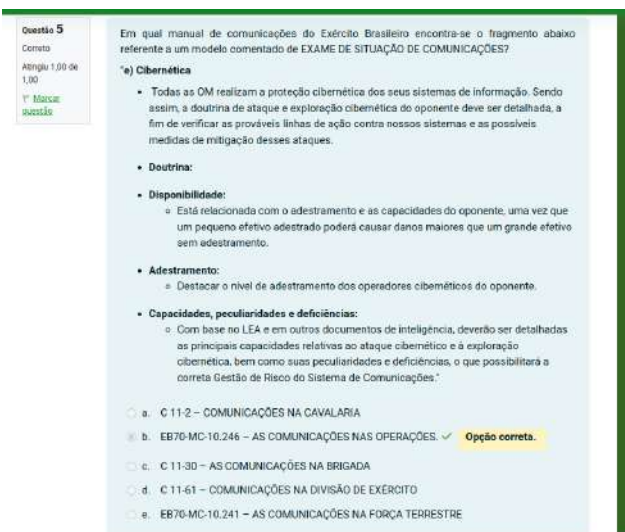 Questão 5
Correto
Atingiu 1,00 de
1,00
Marcar
questão
Em qual manual de comunicações do Exército Brasileiro encontra-se o fragmento abaixo
referente a um modelo comentado de EXAME DE SITUAÇÃO DE COMUNICAÇÕES?
"e) Cibernética
• Todas as OM realizam a proteção cibernética dos seus sistemas de informação. Sendo
assim, a doutrina de ataque e exploração cibernética do oponente deve ser detalhada, a
fim de verificar as prováveis linhas de ação contra nossos sistemas e as possíveis
medidas de mitigação desses ataques.
• Doutrina:
• Disponibilidade:
o Está relacionada com o adestramento e as capacidades do oponente, uma vez que
um pequeno efetivo adestrado poderá causar danos maiores que um grande efetivo
sem adestramento.
• Adestramento:
o Destacar o nível de adestramento dos operadores cibernéticos do oponente.
• Capacidades, peculiaridades e deficiências:
o Com base no LEA e em outros documentos de inteligência, deverão ser detalhadas
as principais capacidades relativas ao ataque cibernético e à exploração
cibernética, bem como suas peculiaridades e deficiências, o que possibilitará a
correta Gestão de Risco do Sistema de Comunicações."
a. C 11-2 – COMUNICAÇÕES NA CAVALARIA
b. EB70-MC-10.246 – AS COMUNICAÇÕES NAS OPERAÇÕES. ✓ Opção correta.
c. C 11-30 – AS COMUNICAÇÕES NA BRIGADA
d. C 11-61 – COMUNICAÇÕES NA DIVISÃO DE EXÉRCITO
e. EB70-MC-10.241 – AS COMUNICAÇÕES NA FORÇA TERRESTRE